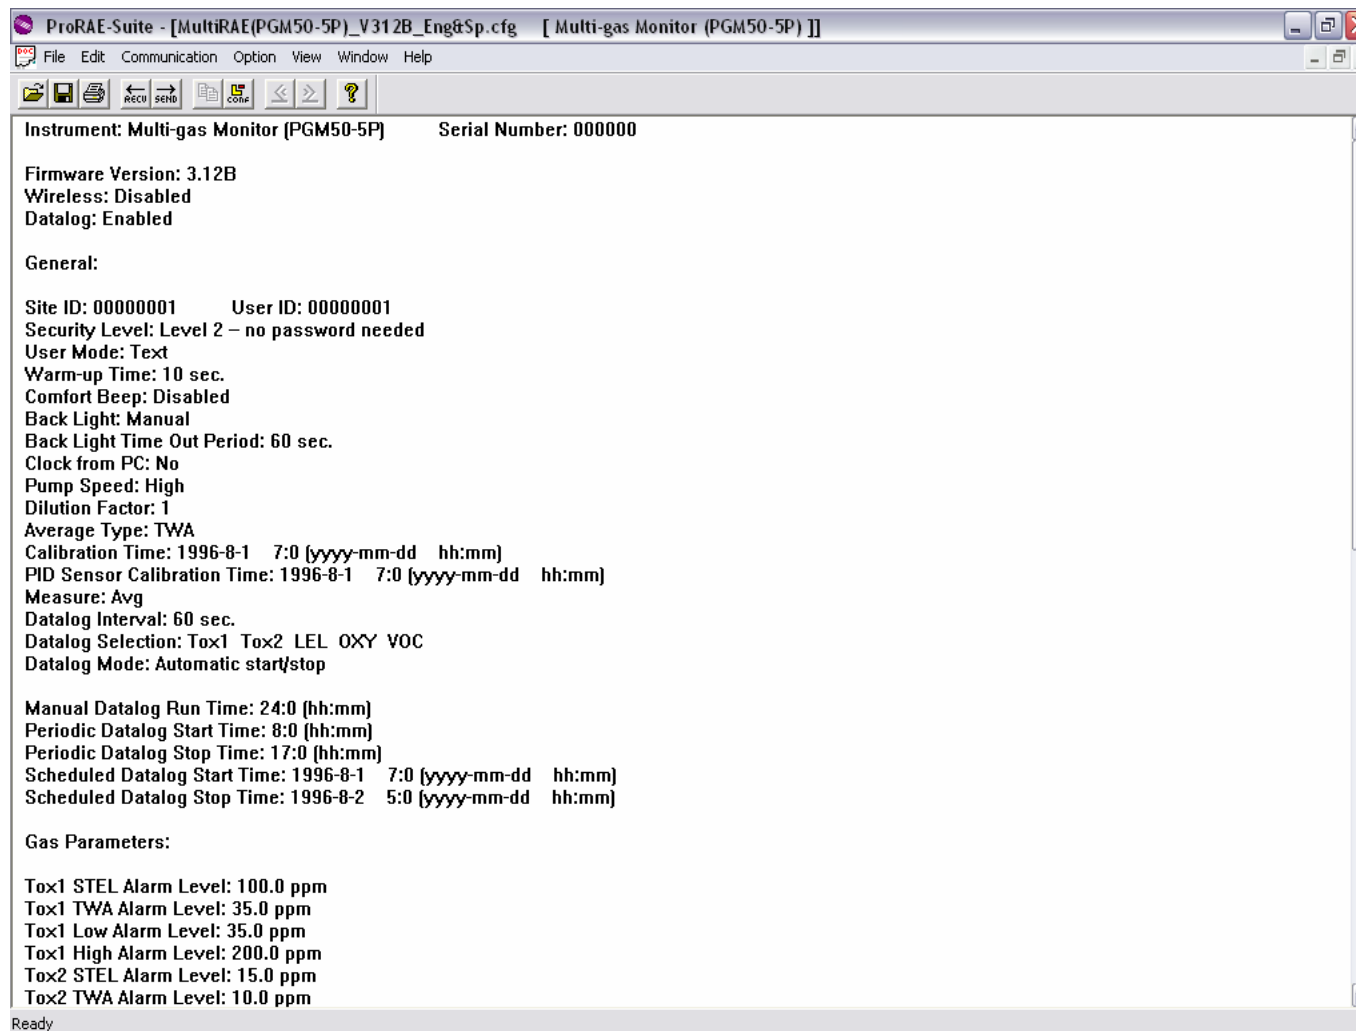 ProRAE-Suite - [MultiRAE(PGM50-5P)_V312B_Eng&Sp.cfg [ Multi-gas Monitor (PGM50-5P) ]]
DOC File Edit Communication Option View Window Help
RECV SEND CONF ?
Instrument: Multi-gas Monitor (PGM50-5P) Serial Number: 000000
Firmware Version: 3.12B
Wireless: Disabled
Datalog: Enabled
General:
Site ID: 00000001 User ID: 00000001
Security Level: Level 2 – no password needed
User Mode: Text
Warm-up Time: 10 sec.
Comfort Beep: Disabled
Back Light: Manual
Back Light Time Out Period: 60 sec.
Clock from PC: No
Pump Speed: High
Dilution Factor: 1
Average Type: TWA
Calibration Time: 1996-8-1 7:0 (yyyy-mm-dd hh:mm)
PID Sensor Calibration Time: 1996-8-1 7:0 (yyyy-mm-dd hh:mm)
Measure: Avg
Datalog Interval: 60 sec.
Datalog Selection: Tox1 Tox2 LEL OXY VOC
Datalog Mode: Automatic start/stop
Manual Datalog Run Time: 24:0 (hh:mm)
Periodic Datalog Start Time: 8:0 (hh:mm)
Periodic Datalog Stop Time: 17:0 (hh:mm)
Scheduled Datalog Start Time: 1996-8-1 7:0 (yyyy-mm-dd hh:mm)
Scheduled Datalog Stop Time: 1996-8-2 5:0 (yyyy-mm-dd hh:mm)
Gas Parameters:
Tox1 STEL Alarm Level: 100.0 ppm
Tox1 TWA Alarm Level: 35.0 ppm
Tox1 Low Alarm Level: 35.0 ppm
Tox1 High Alarm Level: 200.0 ppm
Tox2 STEL Alarm Level: 15.0 ppm
Tox2 TWA Alarm Level: 10.0 ppm
Ready